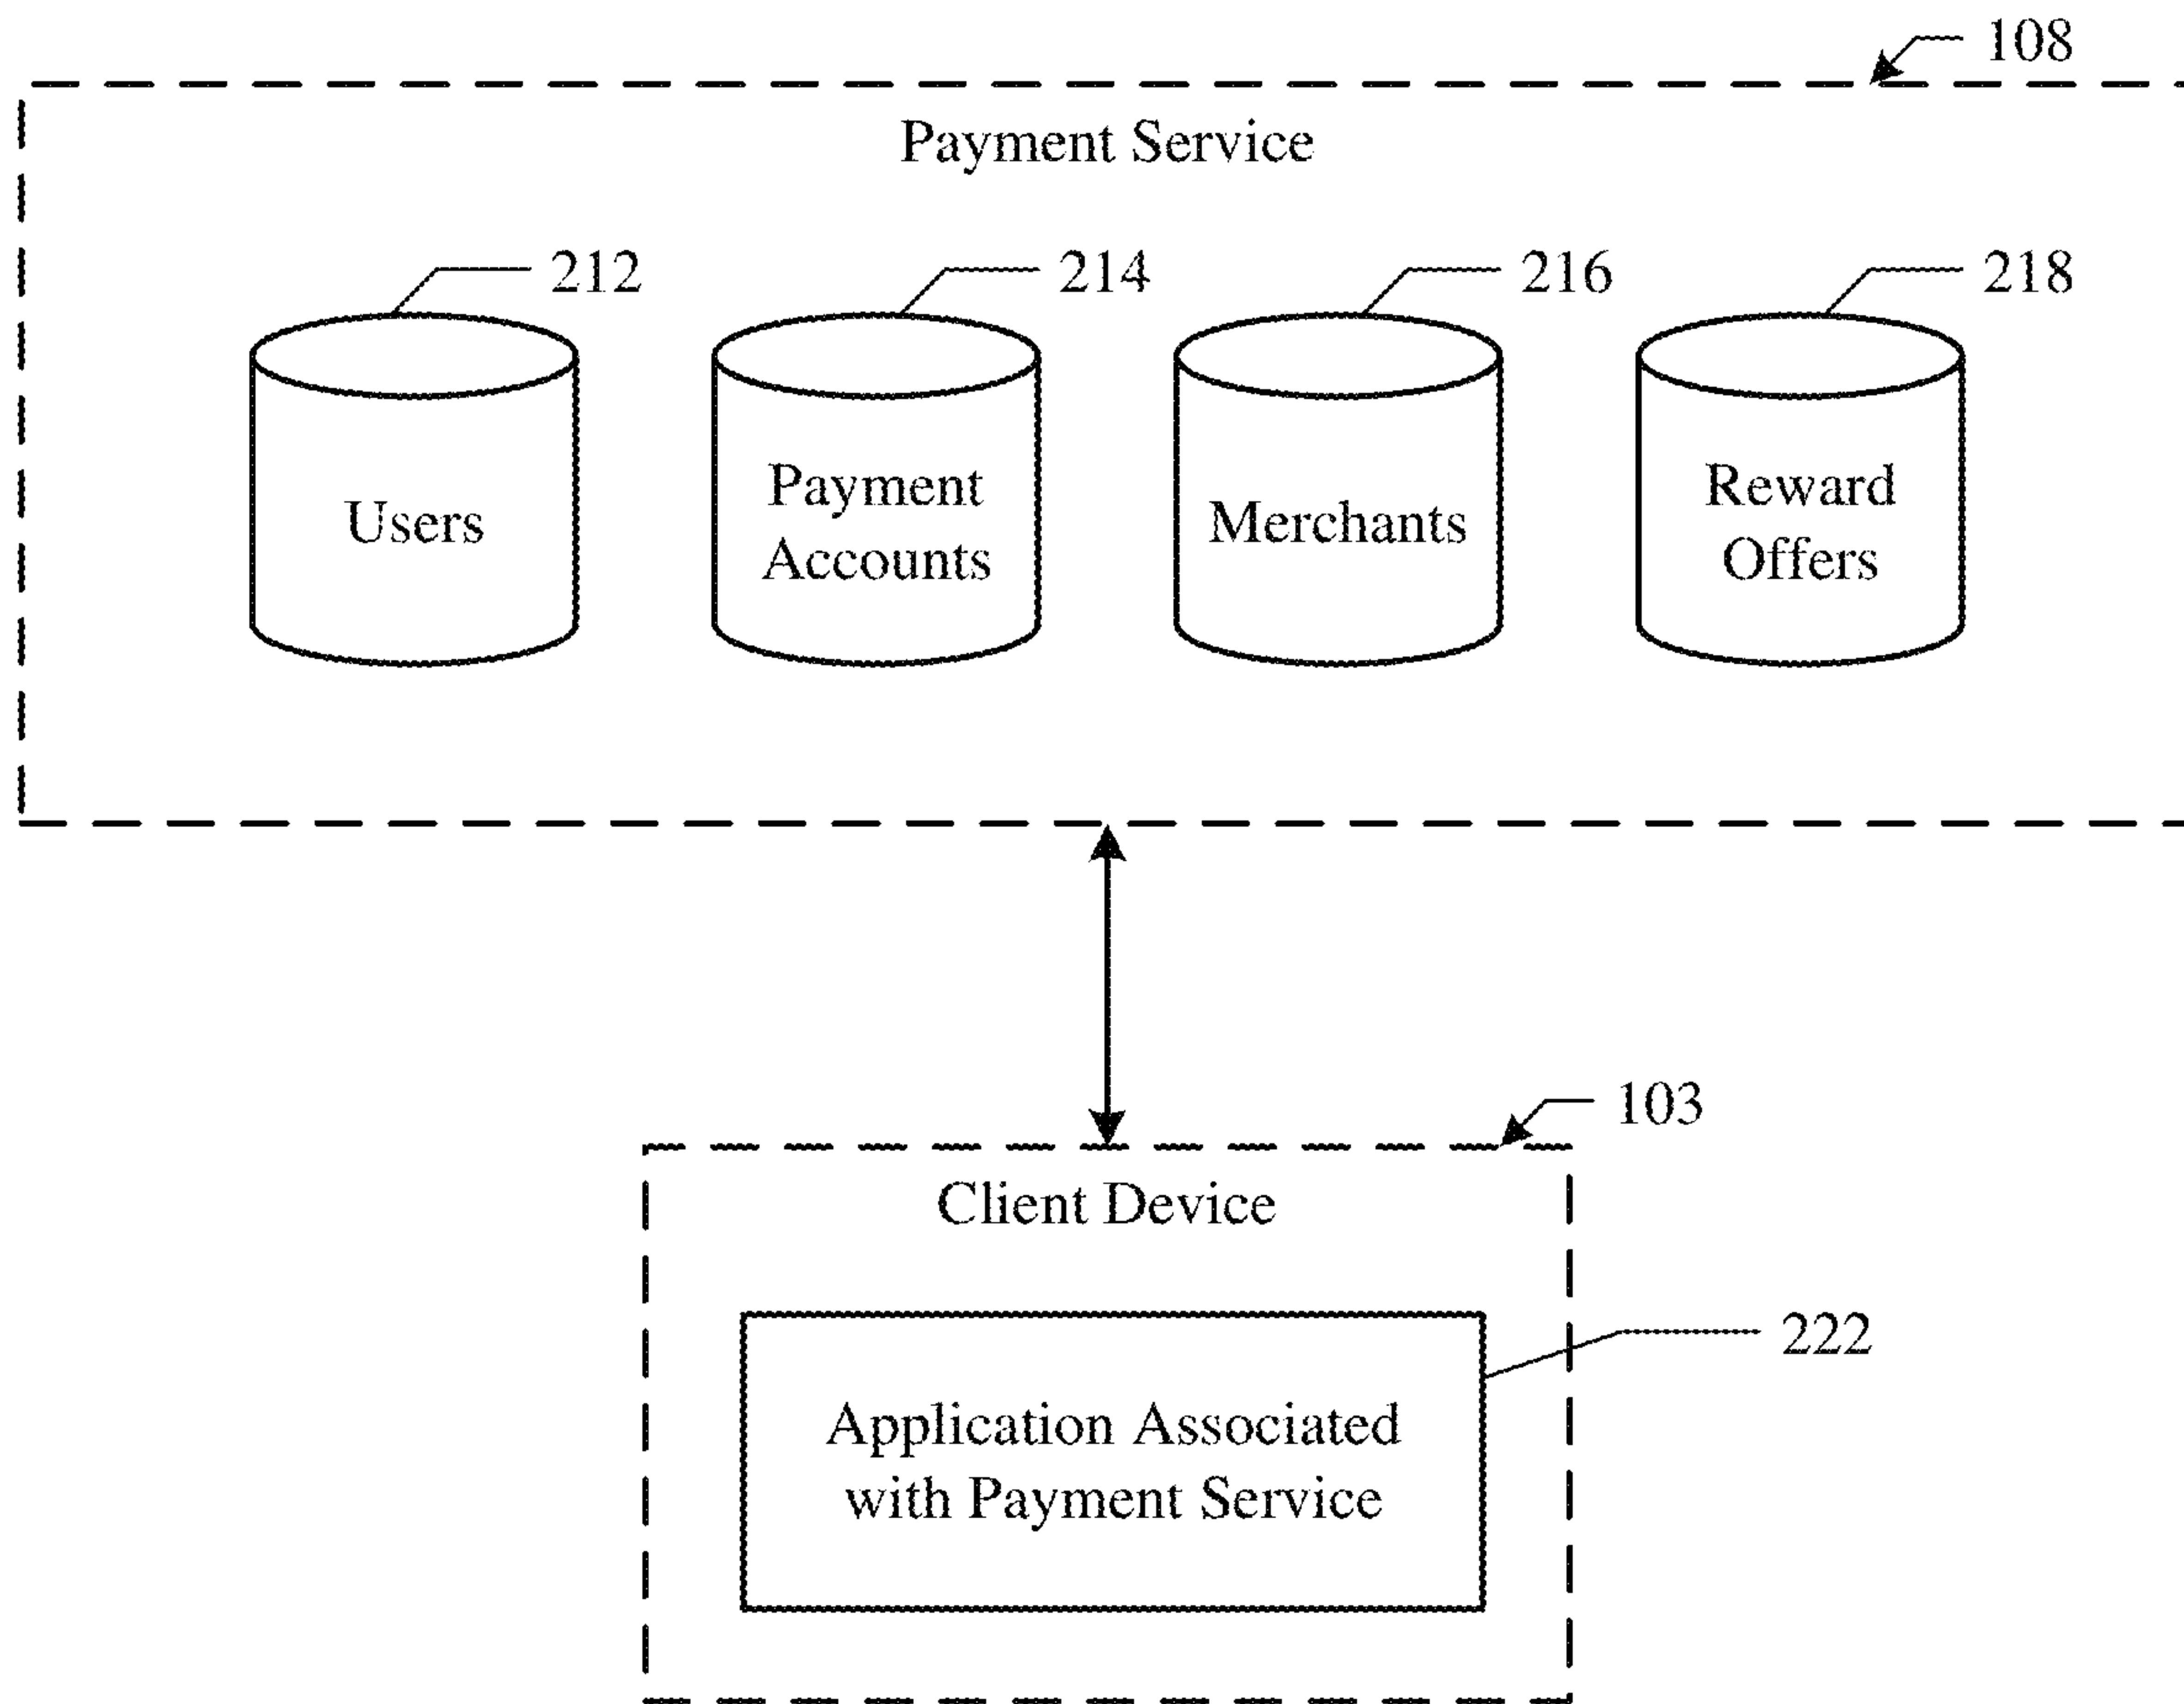 108
Payment Service
212
214
216
218
Users
Payment
Accounts
Merchants
Reward
Offers
103
Client Device
222
Application Associated
with Payment Service